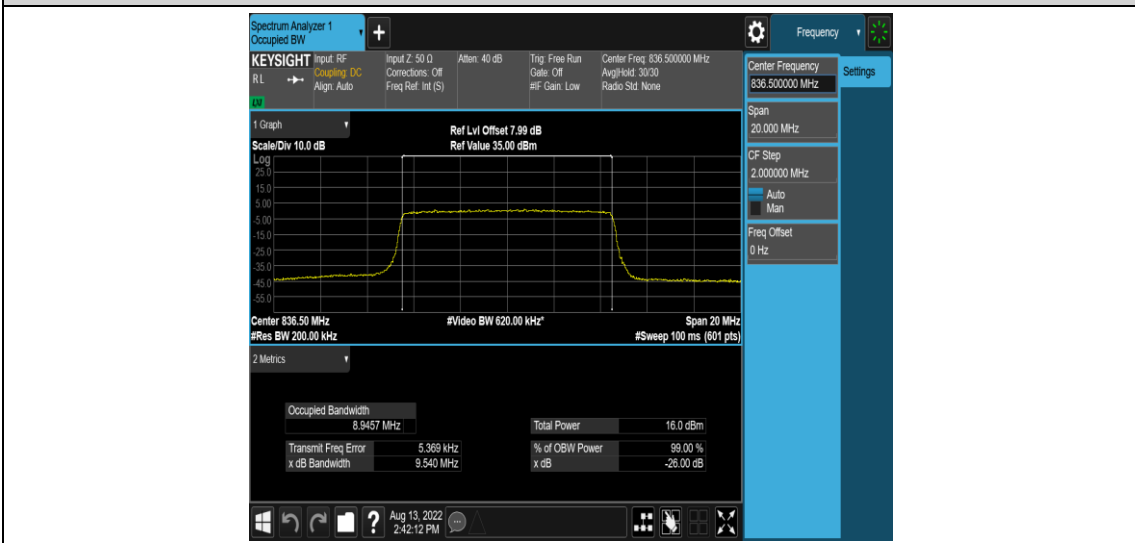 Spectrum Analyzer 1
Occupied BW
+
Frequency
KEYSIGHT
R L
LW
Input: RF
Coupling: DC
Align: Auto
Input Z: 50 Ω
Corrections: Off
Freq Ref: Int (S)
Atten: 40 dB
Trig: Free Run
Gate: Off
#IF Gain: Low
Center Freq: 836.500000 MHz
Avg|Hold: 30/30
Radio Std: None
Center Frequency
836.500000 MHz
Settings
Span
20.000 MHz
CF Step
2.000000 MHz
Auto
Man
Freq Offset
0 Hz
1 Graph
Scale/Div 10.0 dB
Ref Lvl Offset 7.99 dB
Ref Value 35.00 dBm
Log
25.0
15.0
5.00
-5.00
-15.0
-25.0
-35.0
-45.0
-55.0
Center 836.50 MHz
#Video BW 620.00 kHz*
Span 20 MHz
#Res BW 200.00 kHz
#Sweep 100 ms (601 pts)
2 Metrics
Occupied Bandwidth
8.9457 MHz
Total Power 16.0 dBm
Transmit Freq Error 5.369 kHz
% of OBW Power 99.00 %
x dB Bandwidth 9.540 MHz
x dB -26.00 dB
?
Aug 13, 2022
2:42:12 PM